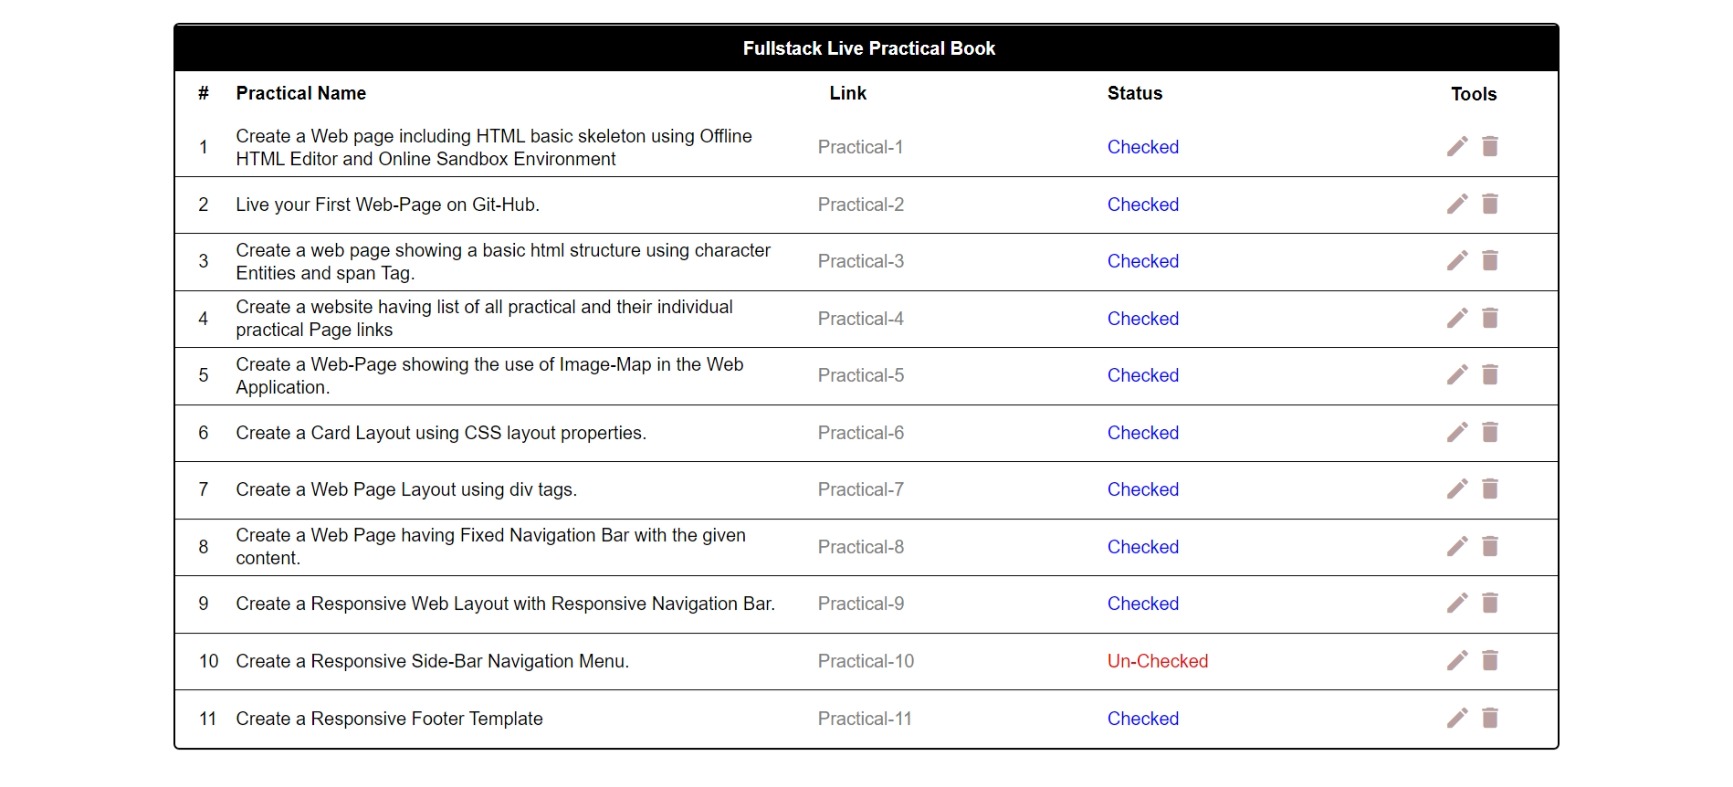 Fullstack Live Practical Book
# Practical Name Link Status Tools
1 Create a Web page including HTML basic skeleton using Offline
HTML Editor and Online Sandbox Environment Practical-1 Checked
2 Live your First Web-Page on Git-Hub. Practical-2 Checked
3 Create a web page showing a basic html structure using character
Entities and span Tag. Practical-3 Checked
4 Create a website having list of all practical and their individual
practical Page links Practical-4 Checked
5 Create a Web-Page showing the use of Image-Map in the Web
Application. Practical-5 Checked
6 Create a Card Layout using CSS layout properties. Practical-6 Checked
7 Create a Web Page Layout using div tags. Practical-7 Checked
8 Create a Web Page having Fixed Navigation Bar with the given
content. Practical-8 Checked
9 Create a Responsive Web Layout with Responsive Navigation Bar. Practical-9 Checked
10 Create a Responsive Side-Bar Navigation Menu. Practical-10 Un-Checked
11 Create a Responsive Footer Template Practical-11 Checked